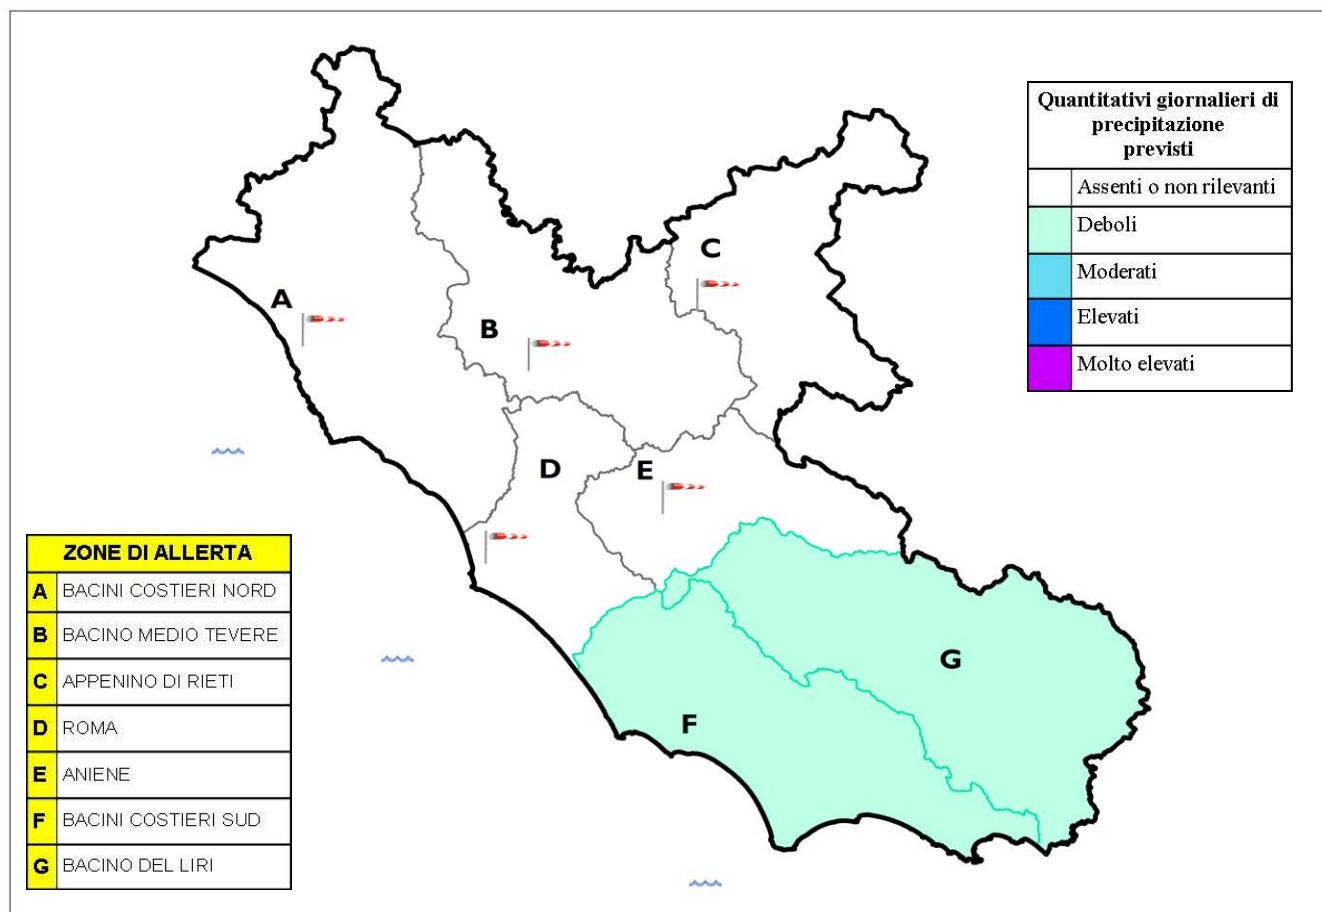 Quantitativi giornalieri di
precipitazione
previsti
Assenti o non rilevanti
Deboli
Moderati
Elevati
Molto elevati
A
B
C
D
E
F
G
ZONE DI ALLERTA
A BACINI COSTIERI NORD
B BACINO MEDIO TEVERE
C APPENINO DI RIETI
D ROMA
E ANIENE
F BACINI COSTIERI SUD
G BACINO DEL LIRI